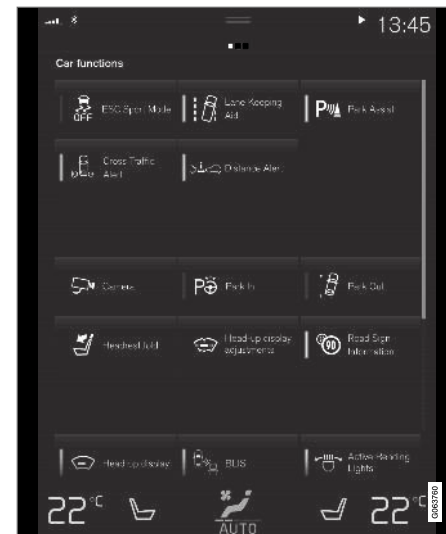 13:45
Car functions
OFF
ESC Sport Mode
Lane Keeping
Aid
P
Park Assist
Cross Traffic
Alert
Distance Alert
Camera
P
Park In
Park Out
Headrest fold
Head-up display
adjustments
90
Road Sign
Information
Head-up display
BLIS
Active Bending
Lights
22°C
AUTO
22°C
G063760